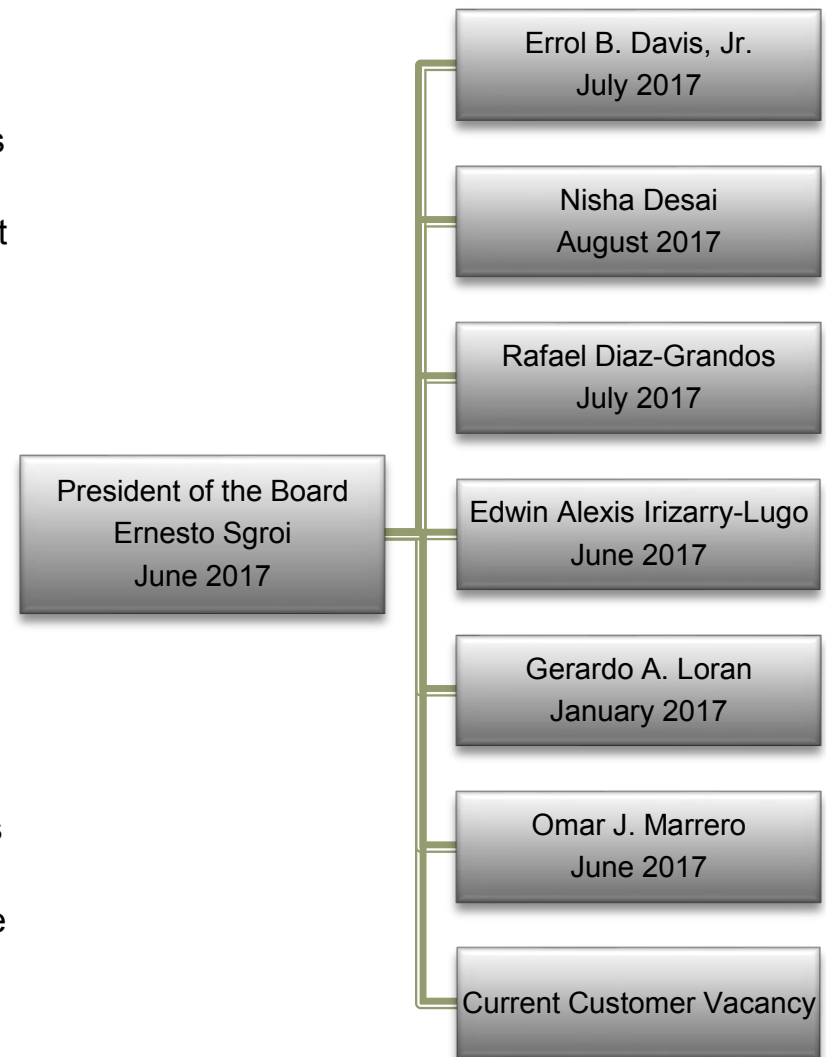 President of the Board
Ernesto Sgroi
June 2017
Errol B. Davis, Jr.
July 2017
Nisha Desai
August 2017
Rafael Diaz-Grandos
July 2017
Edwin Alexis Irizarry-Lugo
June 2017
Gerardo A. Loran
January 2017
Omar J. Marrero
June 2017
Current Customer Vacancy